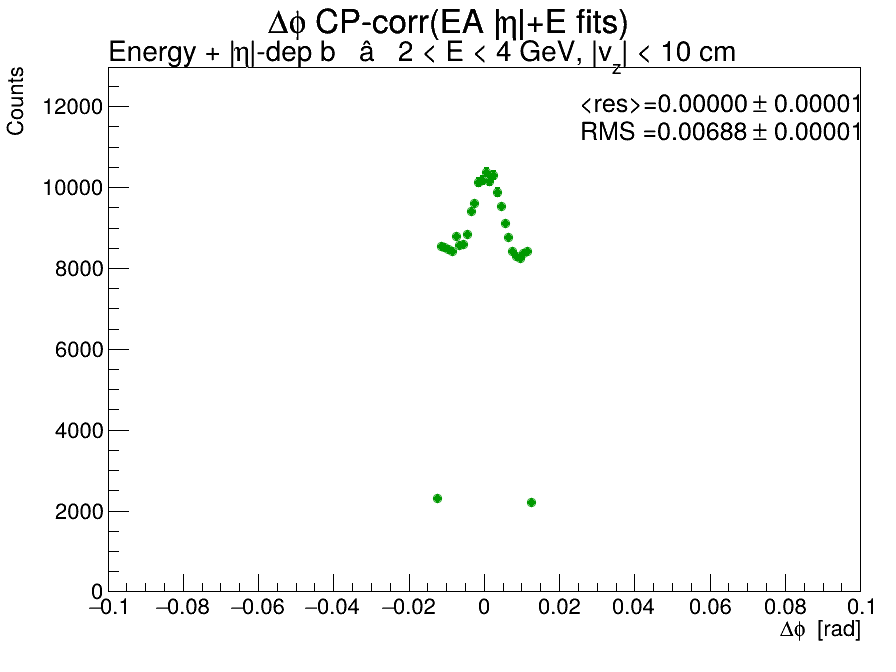 Δϕ CP-corr(EA |η|+E fits)
Energy + |η|-dep b â 2 < E < 4 GeV, |v_z| < 10 cm
<res>=0.00000 ± 0.00001
RMS =0.00688 ± 0.00001
Counts
12000
10000
8000
6000
4000
2000
0
−0.1 −0.08 −0.06 −0.04 −0.02 0 0.02 0.04 0.06 0.08 0.1
Δϕ [rad]